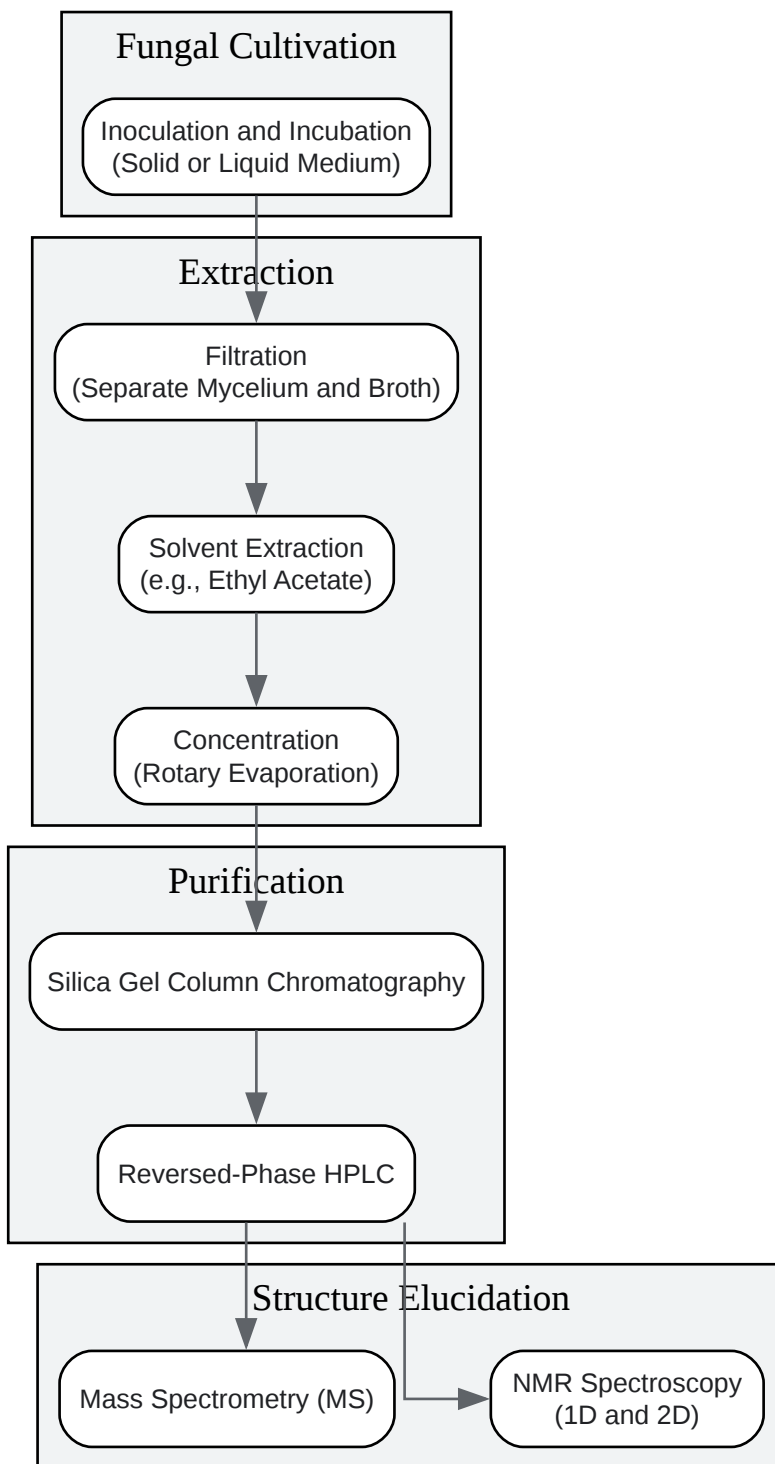 Fungal Cultivation
Inoculation and Incubation
(Solid or Liquid Medium)
Extraction
Filtration
(Separate Mycelium and Broth)
Solvent Extraction
(e.g., Ethyl Acetate)
Concentration
(Rotary Evaporation)
Purification
Silica Gel Column Chromatography
Reversed-Phase HPLC
Structure Elucidation
Mass Spectrometry (MS)
NMR Spectroscopy
(1D and 2D)